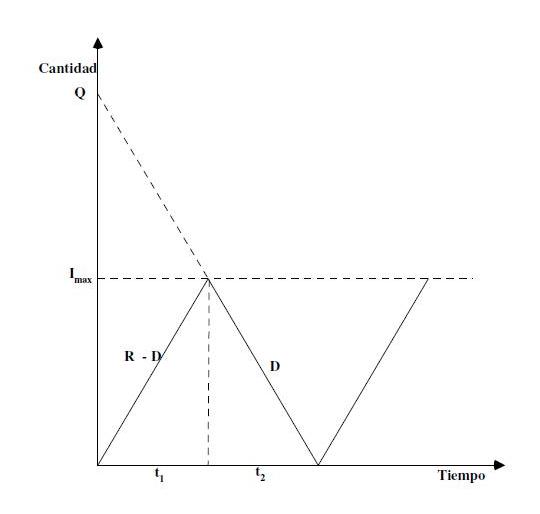 Cantidad
Q
Imax
R - D
D
t1
t2
Tiempo